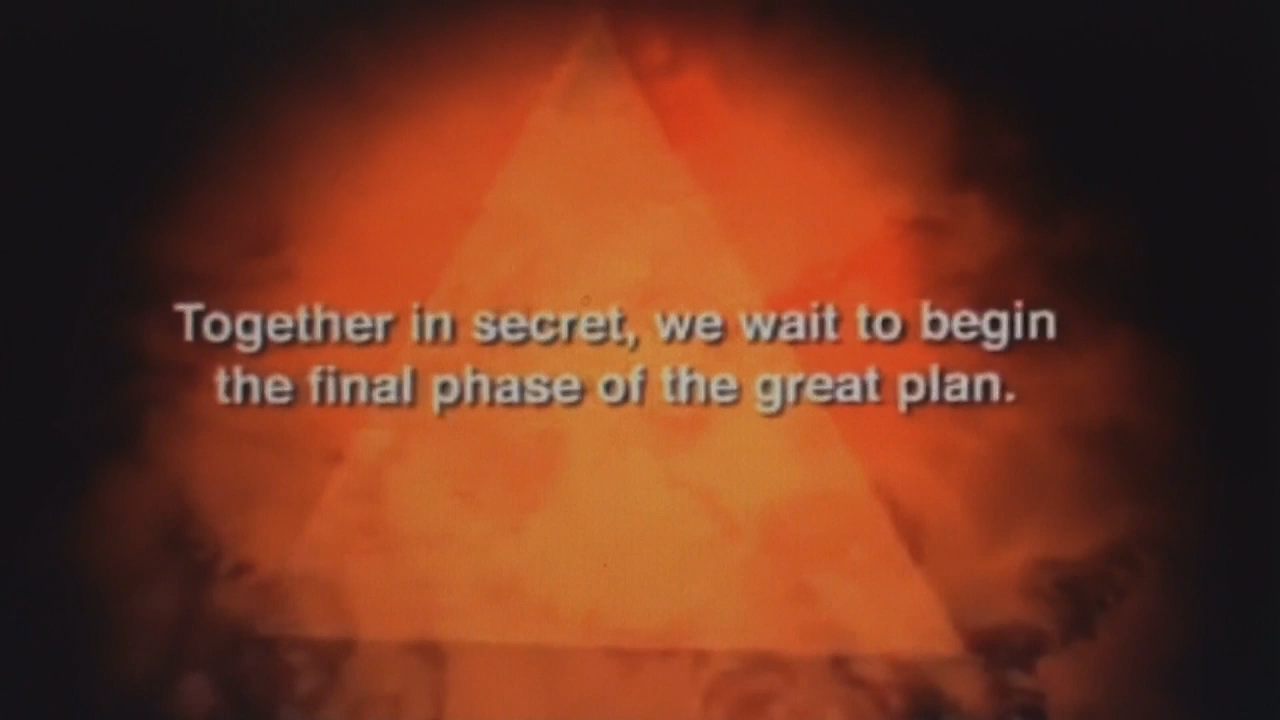 Together in secret, we wait to begin
the final phase of the great plan.